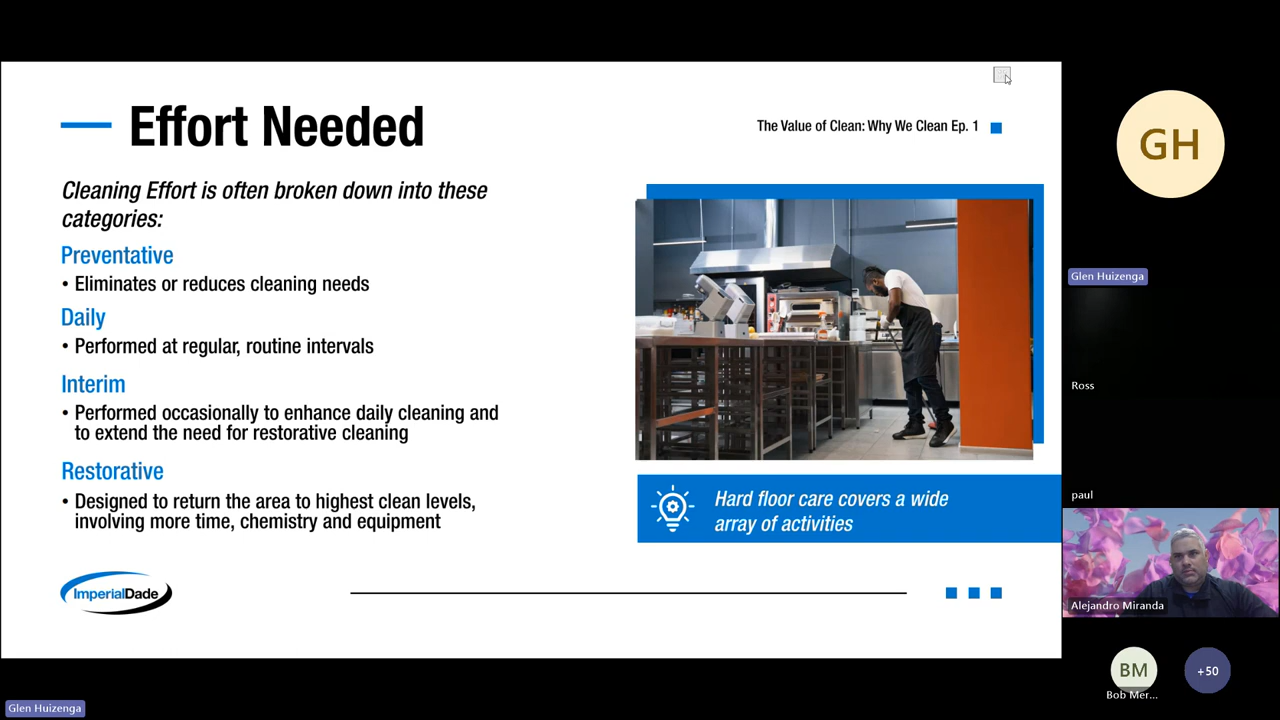 Effort Needed
The Value of Clean: Why We Clean Ep. 1
Cleaning Effort is often broken down into these
categories:
Preventative
• Eliminates or reduces cleaning needs
Daily
• Performed at regular, routine intervals
Interim
• Performed occasionally to enhance daily cleaning and
to extend the need for restorative cleaning
Restorative
• Designed to return the area to highest clean levels,
involving more time, chemistry and equipment
Hard floor care covers a wide
array of activities
ImperialDade
GH
Glen Huizenga
Ross
paul
Alejandro Miranda
BM
Bob Mer...
+50
Glen Huizenga